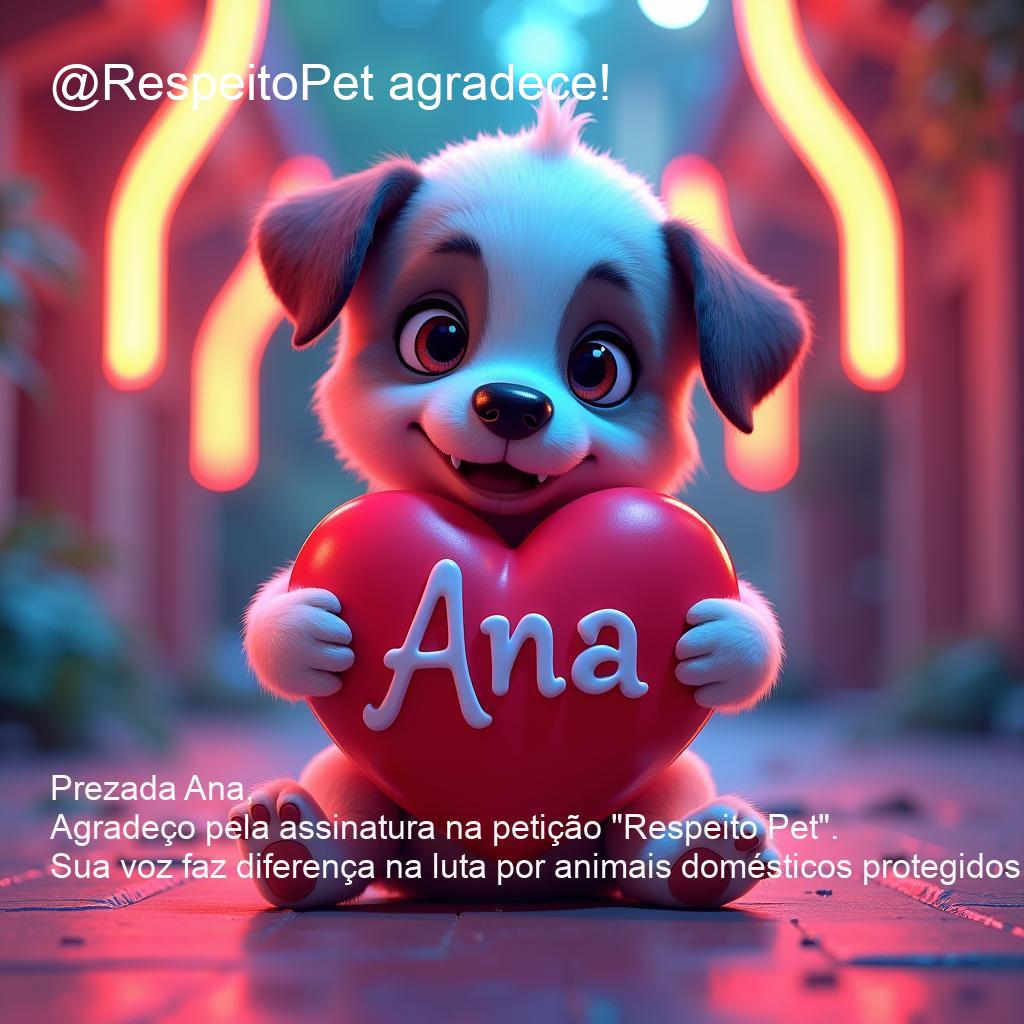 @RespeitoPet agradece!
Ana
Prezada Ana,
Agradeço pela assinatura na petição "Respeito Pet".
Sua voz faz diferença na luta por animais domésticos protegidos